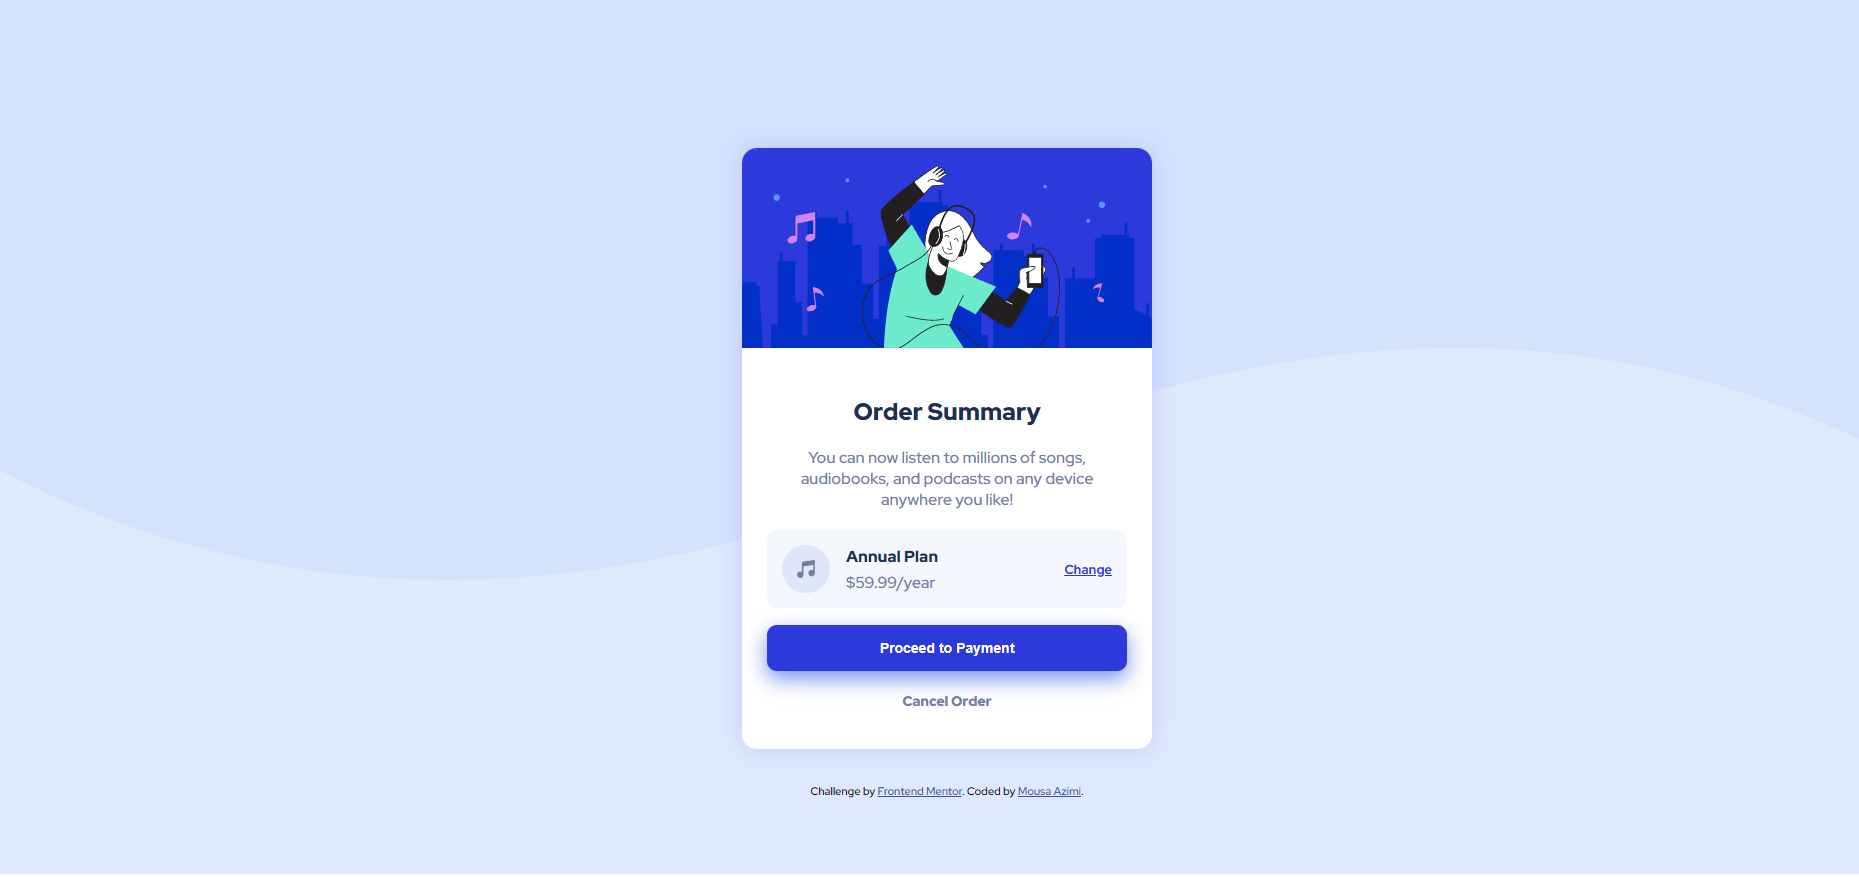 Order Summary
You can now listen to millions of songs,
audiobooks, and podcasts on any device
anywhere you like!
Annual Plan
$59.99/year
Change
Proceed to Payment
Cancel Order
Challenge by Frontend Mentor. Coded by Mousa Azimi.